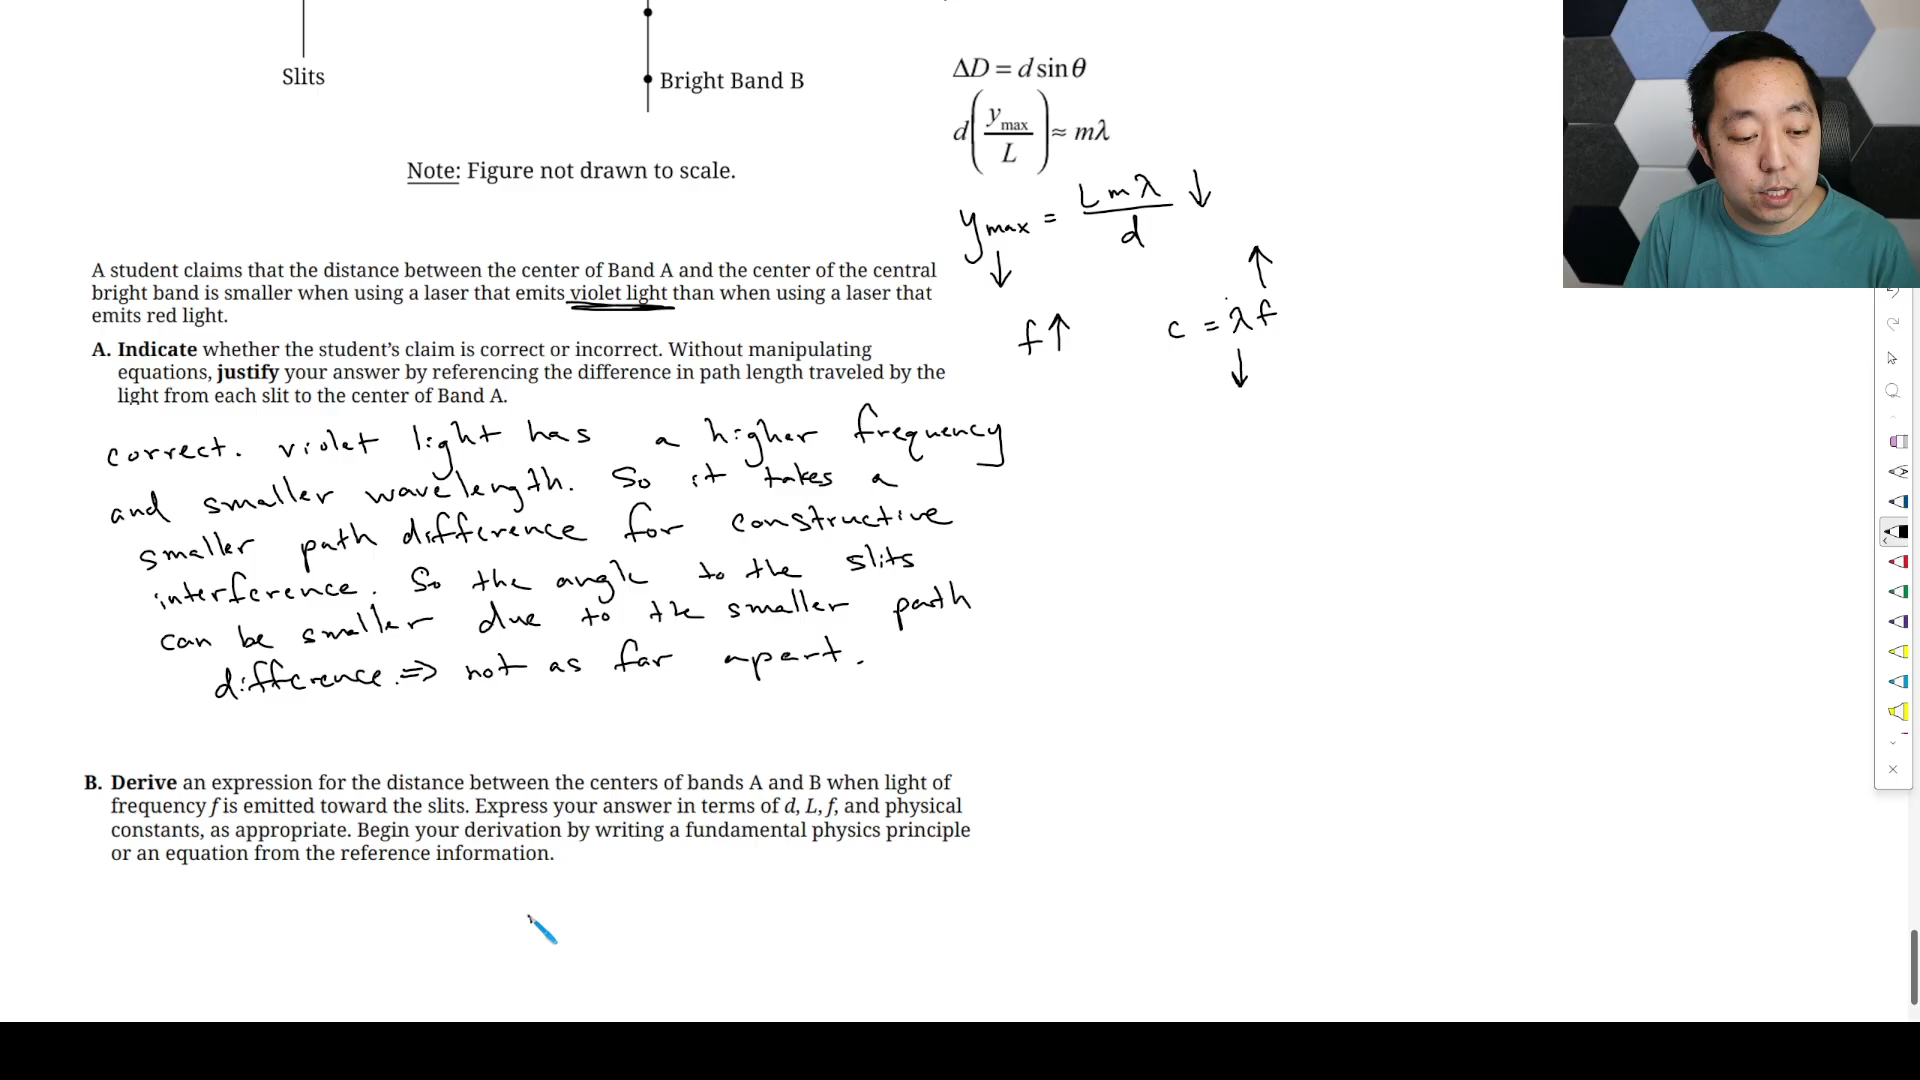 Slits
Bright Band B
Note: Figure not drawn to scale.
ΔD = d sin θ
d(y_max / L) ≈ mλ
y_max = Lmλ / d ↓
↓
f↑
↑
c = λf
↓
A student claims that the distance between the center of Band A and the center of the central
bright band is smaller when using a laser that emits violet light than when using a laser that
emits red light.
A. Indicate whether the student's claim is correct or incorrect. Without manipulating
equations, justify your answer by referencing the difference in path length traveled by the
light from each slit to the center of Band A.
correct. violet light has a higher frequency
and smaller wavelength. So it takes a
smaller path difference for constructive
interference. So the angle to the slits
can be smaller due to the smaller path
difference. ⇒ not as far apart.
B. Derive an expression for the distance between the centers of bands A and B when light of
frequency f is emitted toward the slits. Express your answer in terms of d, L, f, and physical
constants, as appropriate. Begin your derivation by writing a fundamental physics principle
or an equation from the reference information.